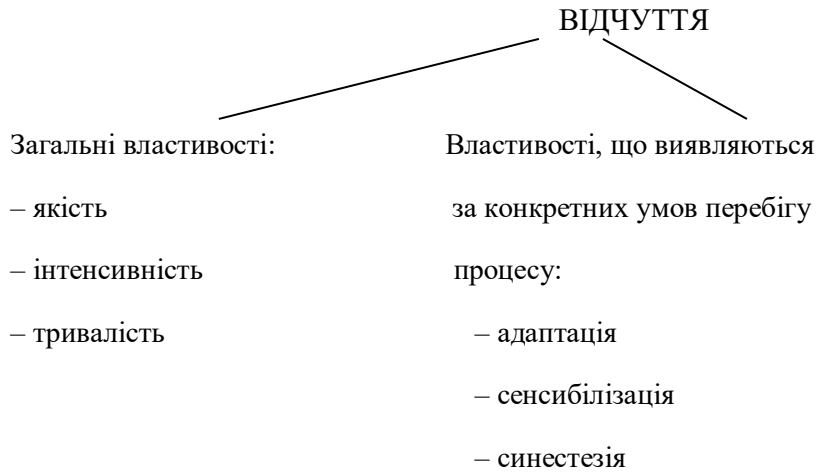 ВІДЧУТТЯ
Загальні властивості:
– якість
– інтенсивність
– тривалість
Властивості, що виявляються
за конкретних умов перебігу
процесу:
– адаптація
– сенсибілізація
– синестезія